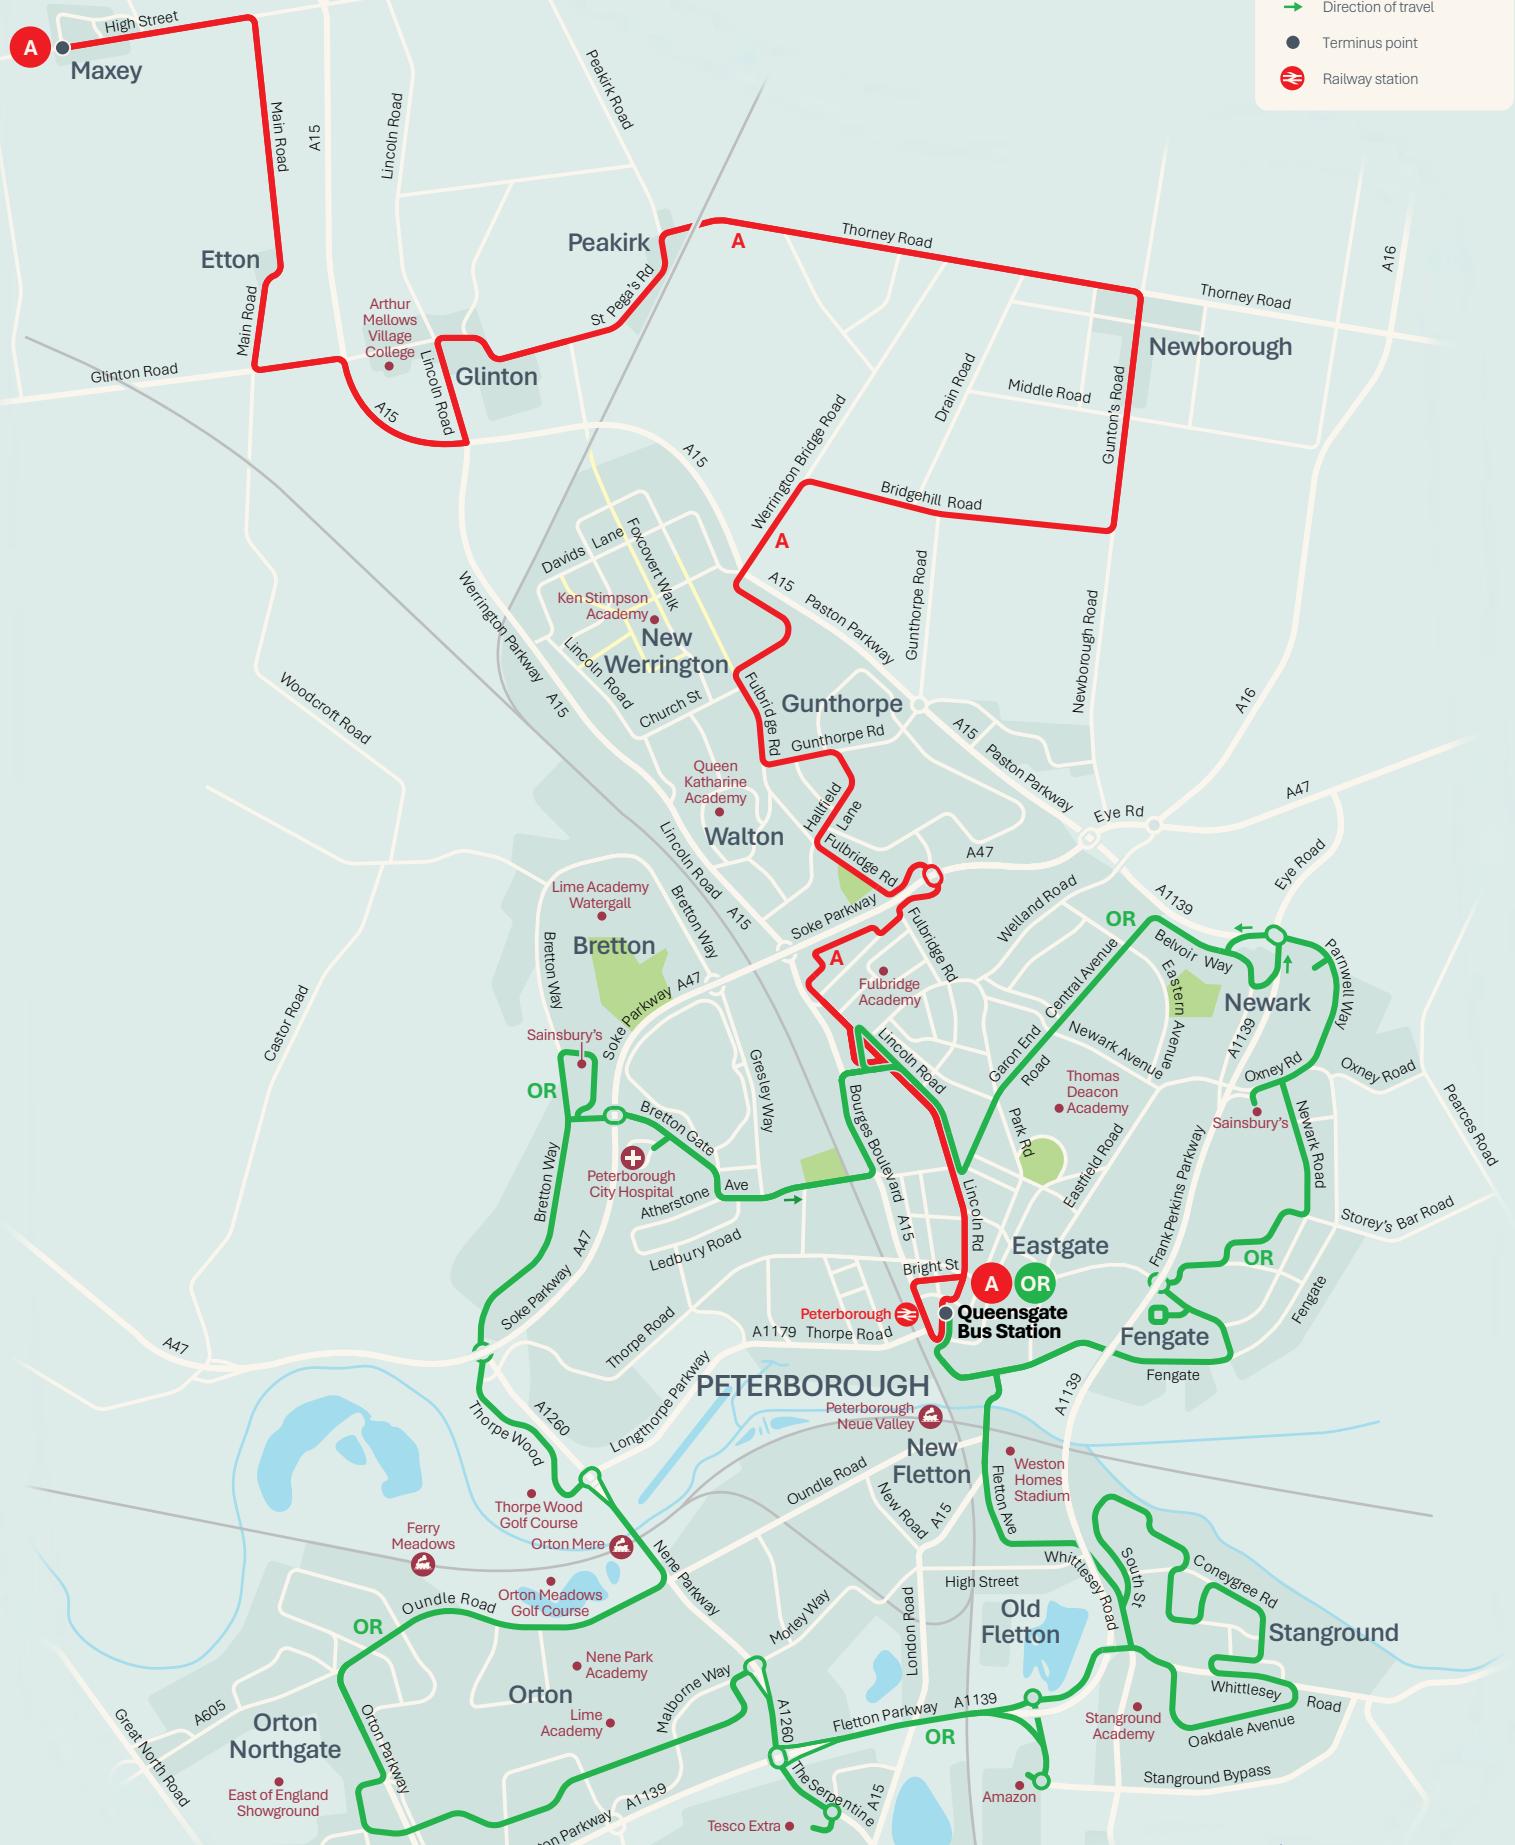 Direction of travel
Terminus point
Railway station
High Street
A
Maxey
Main Road
A15
Lincoln Road
Peakirk Road
Etton
Peakirk
A
Thorney Road
A16
Thorney Road
Main Road
Arthur
Mellows
Village
College
St Pega's Rd
Glinton Road
Lincoln Road
Glinton
A15
Newborough
Drain Road
Middle Road
Gunton's Road
A15
Werrington Bridge Road
Bridgehill Road
A
Davids Lane
Foxcovert Walk
Ken Stimpson
Academy
New
Werrington
Werrington Parkway
A15
Lincoln Road
Church St
A15
Paston Parkway
Gunthorpe Road
Newborough Road
A16
Woodcroft Road
Fulbridge Rd
Gunthorpe
Gunthorpe Rd
A15
Paston Parkway
Queen
Katharine
Academy
Walton
Hallfield
Lane
Eye Rd
A47
Lincoln Road
A15
Fulbridge Rd
A47
Eye Road
Lime Academy
Watergall
Bretton
Bretton Way
Bretton Way
Soke Parkway
A47
Soke Parkway
A
Fulbridge Rd
Fulbridge
Academy
Welland Road
OR
A1139
Belvoir Way
Parnwell Way
Central Avenue
Eastern Avenue
Newark
A1139
Castor Road
Sainsbury's
OR
Gresley Way
Lincoln Road
Garon End
Road
Newark Avenue
Oxney Rd
Oxney Road
Pearces Road
Thomas
Deacon
Academy
Sainsbury's
Bretton Gate
Bourges Boulevard
A15
Park Rd
Eastfield Road
Frank Perkins Parkway
Newark Road
Peterborough
City Hospital
Ave
Atherstone
Bretton Way
Ledbury Road
A47
Soke Parkway
Lincoln Rd
Storey's Bar Road
Eastgate
OR
Bright St
A
OR
Peterborough
Queensgate
Bus Station
Fengate
Fengate
Fengate
A47
Thorpe Road
A1179
Thorpe Road
PETERBOROUGH
A1139
Thorpe Wood
A1260
Longthorpe Parkway
Peterborough
Neue Valley
New
Fletton
Oundle Road
New Road
A15
Fletton Ave
Weston
Homes
Stadium
Thorpe Wood
Golf Course
Ferry
Meadows
Orton Mere
Nene Parkway
Orton Meadows
Golf Course
Oundle Road
OR
High Street
Whittlesey Road
South St
Coneygree Rd
Old
Fletton
Stanground
Morley Way
London Road
Nene Park
Academy
Orton
Malborne Way
Lime
Academy
A1260
Fletton Parkway
A1139
OR
Whittlesey
Road
Stanground
Academy
Oakdale Avenue
Stanground Bypass
Amazon
A605
Orton
Northgate
Great North Road
Orton Parkway
East of England
Showground
ton Parkway
A1139
The Serpentine
A15
Tesco Extra